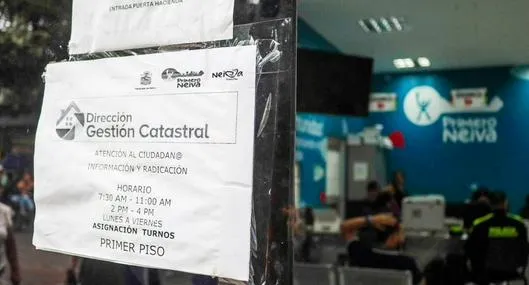 ENTRADA PUERTA HACIENDA
PRIMERO
NEIVA
Neiva
Dirección
Gestión Catastral
ATENCIÓN AL CIUDADAN@
INFORMACIÓN Y RADICACIÓN
HORARIO
7:30 AM - 11:00 AM
2 PM - 4 PM
LUNES A VIERNES
ASIGNACIÓN TURNOS
PRIMER PISO
PRIMERO
NEIVA
POLICIA